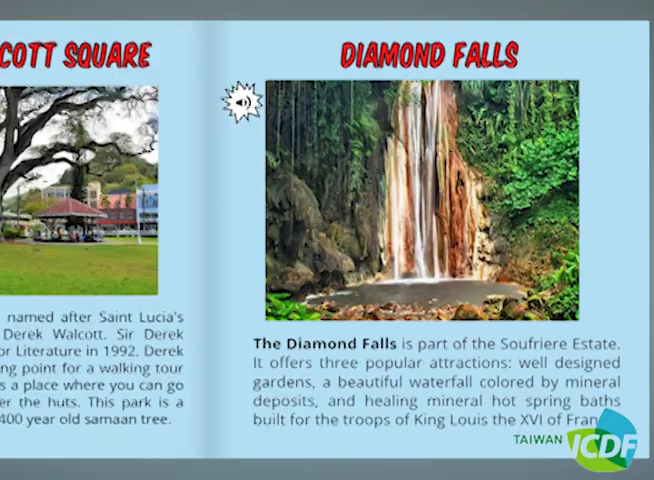 COTT SQUARE
named after Saint Lucia's
Derek Walcott. Sir Derek
or Literature in 1992. Derek
ng point for a walking tour
s a place where you can go
er the huts. This park is a
400 year old samaan tree.
DIAMOND FALLS
The Diamond Falls is part of the Soufriere Estate.
It offers three popular attractions: well designed
gardens, a beautiful waterfall colored by mineral
deposits, and healing mineral hot spring baths
built for the troops of King Louis the XVI of Fran
TAIWAN ICDF